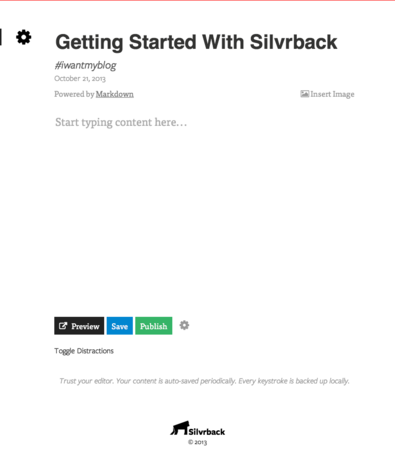 Getting Started With Silvrback
#iwantmyblog
October 21, 2013
Powered by Markdown Insert Image
Start typing content here...
Preview Save Publish
Toggle Distractions
Trust your editor. Your content is auto-saved periodically. Every keystroke is backed up locally.
Silvrback
© 2013